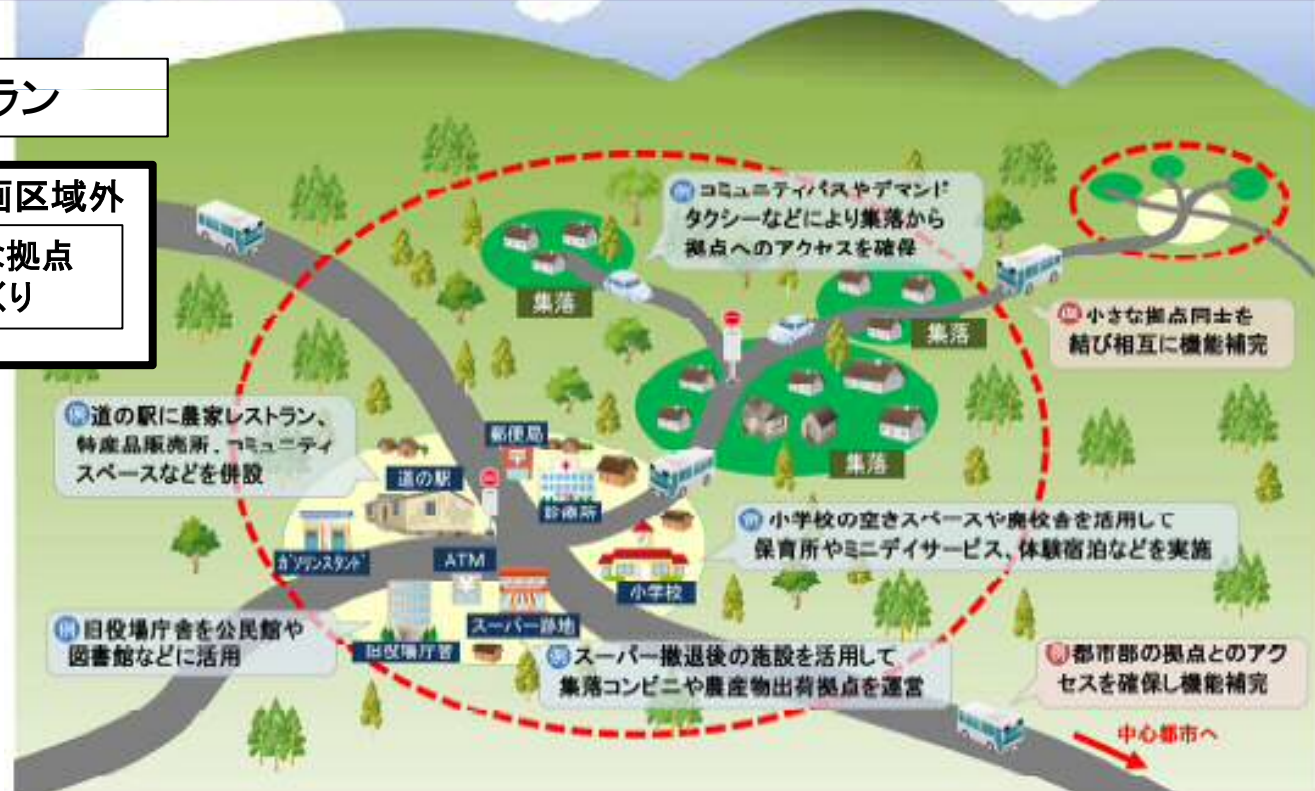 ラン
画区域外
な拠点
くり
例 コミュニティバスやデマンド
タクシーなどにより集落から
拠点へのアクセスを確保
集落
集落
集落
例 小さな拠点同士を
結び相互に機能補完
例 道の駅に農家レストラン、
特産品販売所、コミュニティ
スペースなどを併設
郵便局
道の駅
診療所
ガソリンスタンド
ATM
小学校
例 小学校の空きスペースや廃校舎を活用して
保育所やミニデイサービス、体験宿泊などを実施
スーパー跡地
旧役場庁舎
例 旧役場庁舎を公民館や
図書館などに活用
例 スーパー撤退後の施設を活用して
集落コンビニや農産物出荷拠点を運営
例 都市部の拠点とのアク
セスを確保し機能補完
中心都市へ